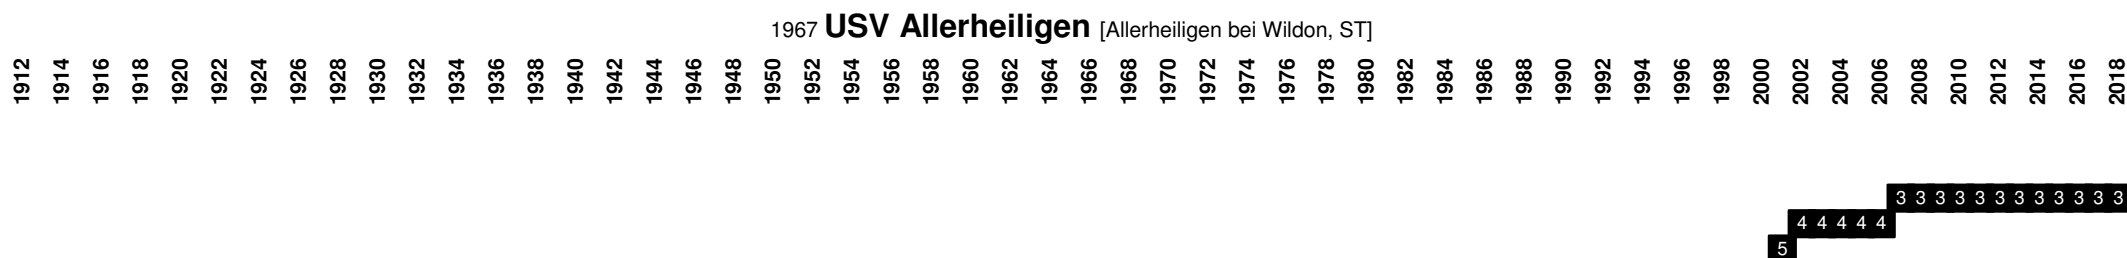 1967 USV Allerheiligen [Allerheiligen bei Wildon, ST]
1912 1914 1916 1918 1920 1922 1924 1926 1928 1930 1932 1934 1936 1938 1940 1942 1944 1946 1948 1950 1952 1954 1956 1958 1960 1962 1964 1966 1968 1970 1972 1974 1976 1978 1980 1982 1984 1986 1988 1990 1992 1994 1996 1998 2000 2002 2004 2006 2008 2010 2012 2014 2016 2018
3 3 3 3 3 3 3 3 3 3 3 3
4 4 4 4 4
5